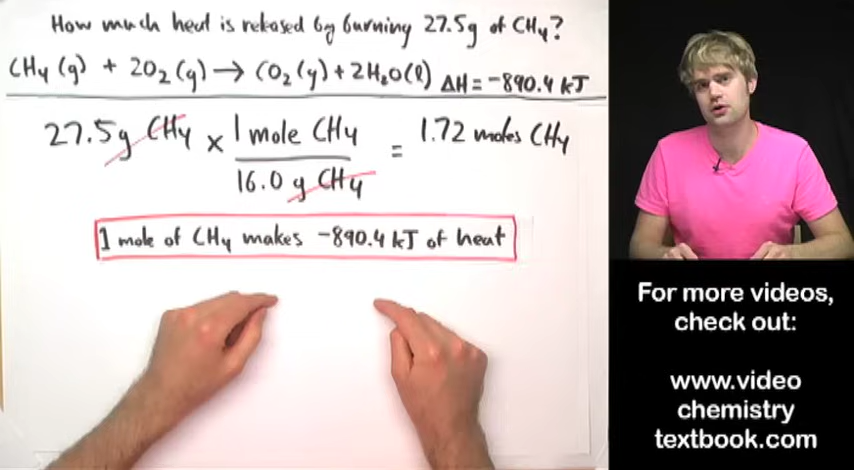 How much heat is released by burning 27.5g of CH4?
CH4(g) + 2O2(g) → CO2(g) + 2H2O(l) ΔH = -890.4 kJ
27.5g CH4 x 1 mole CH4 / 16.0 g CH4 = 1.72 moles CH4
1 mole of CH4 makes -890.4 kJ of heat
For more videos,
check out:
www.video
chemistry
textbook.com